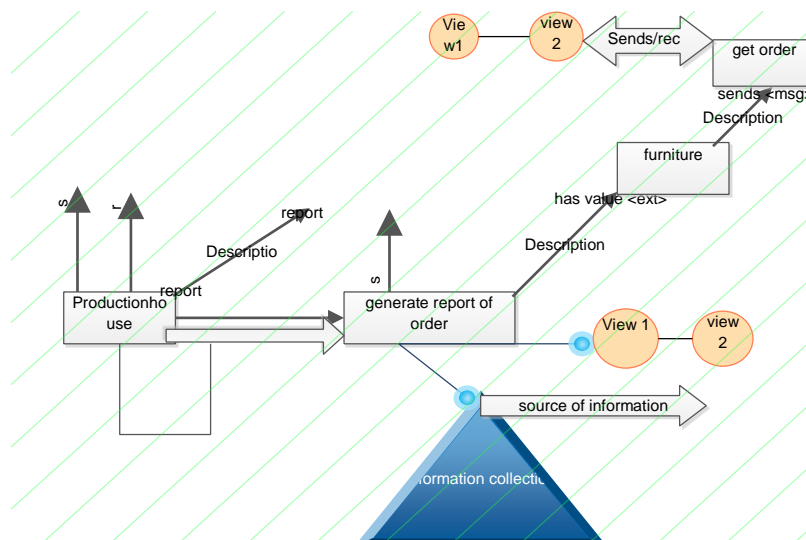 Vie
w1
view
2
Sends/rec
get order
sends <msg>
Description
furniture
has value <ext>
Description
s
r
report
Descriptio
report
s
Productionho
use
generate report of
order
View 1
view
2
source of information
formation collectio